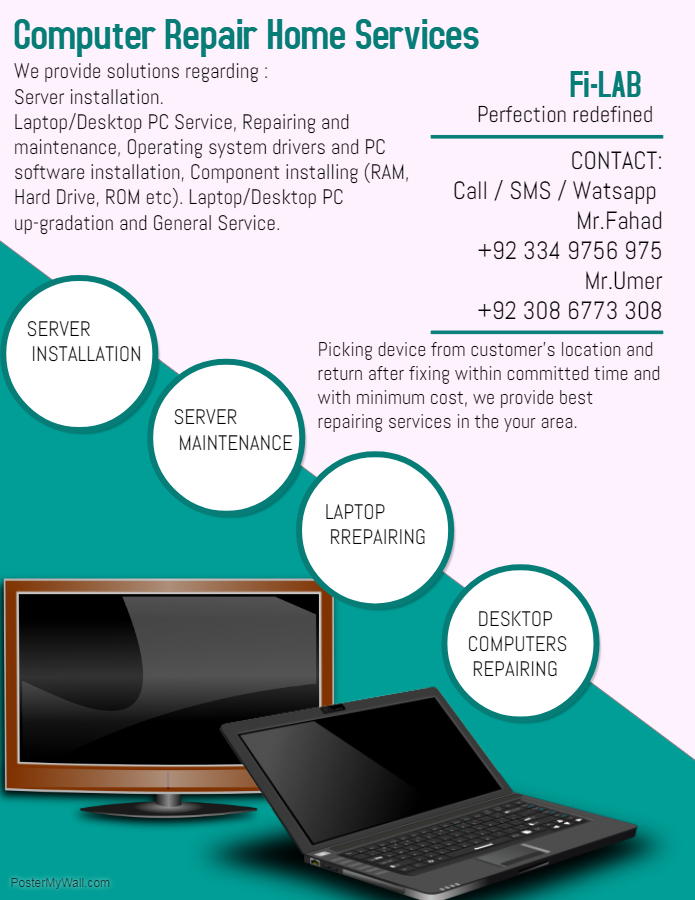 Computer Repair Home Services
We provide solutions regarding :
Server installation.
Laptop/Desktop PC Service, Repairing and
maintenance, Operating system drivers and PC
software installation, Component installing (RAM,
Hard Drive, ROM etc). Laptop/Desktop PC
up-gradation and General Service.
Fi-LAB
Perfection redefined
CONTACT:
Call / SMS / Watsapp
Mr.Fahad
+92 334 9756 975
Mr.Umer
+92 308 6773 308
Picking device from customer's location and
return after fixing within committed time and
with minimum cost, we provide best
repairing services in the your area.
SERVER
INSTALLATION
SERVER
MAINTENANCE
LAPTOP
RREPAIRING
DESKTOP
COMPUTERS
REPAIRING
PosterMyWall.com